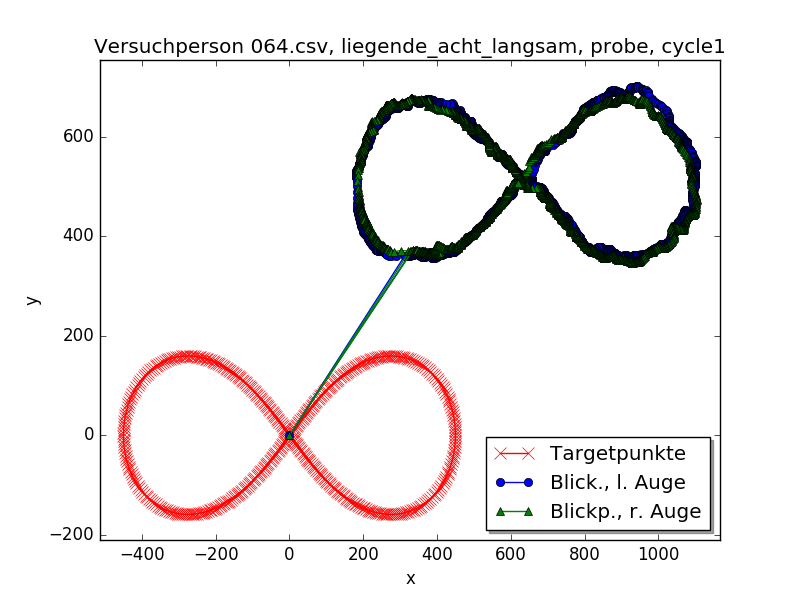 Versuchperson 064.csv, liegende_acht_langsam, probe, cycle1
y
600
400
200
0
−200
−400
−200
0
200
400
600
800
1000
x
Targetpunkte
Blick., l. Auge
Blickp., r. Auge